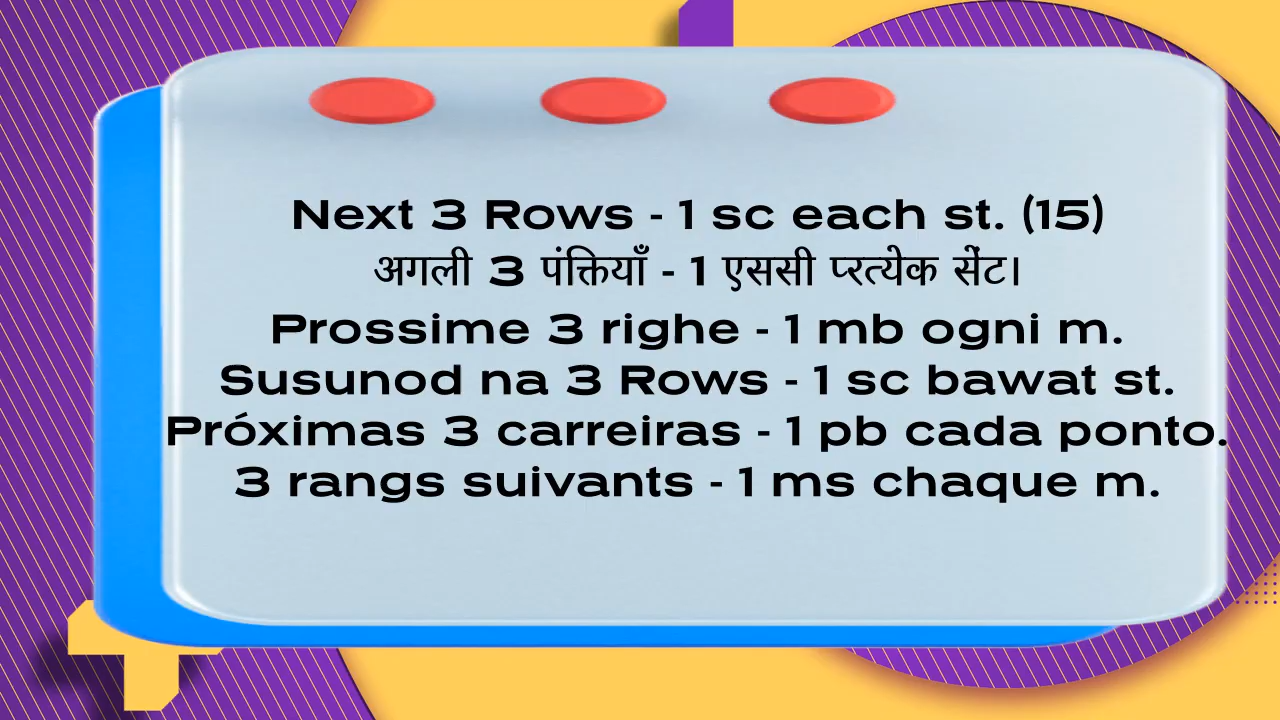 Next 3 Rows - 1 sc each st. (15)
अगली 3 पंक्तियाँ - 1 एससी प्रत्येक सेंट।
Prossime 3 righe - 1 mb ogni m.
Susunod na 3 Rows - 1 sc bawat st.
Próximas 3 carreiras - 1 pb cada ponto.
3 rangs suivants - 1 ms chaque m.